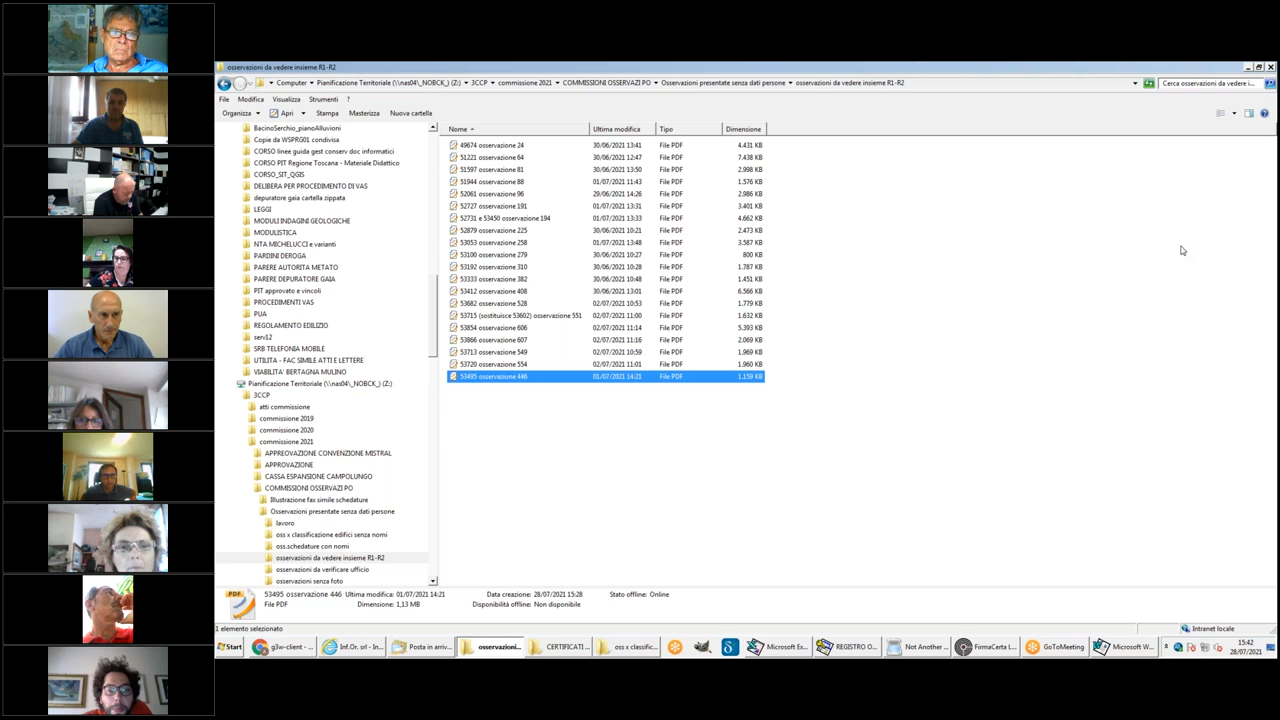 osservazioni da vedere insieme R1-R2
Computer ▸ Pianificazione Territoriale (\\nas04\_NOBCK_) (Z:) ▸ 3CCP ▸ commissione 2021 ▸ COMMISSIONI OSSERVAZI PO ▸ Osservazioni presentate senza dati persone ▸ osservazioni da vedere insieme R1-R2
Cerca osservazioni da vedere i...
File Modifica Visualizza Strumenti ?
Organizza Apri Stampa Masterizza Nuova cartella
BacinoSerchio_pianoAlluvioni
Copie da WSPRG01 condivisa
CORSO linee guida gest conserv doc informatici
CORSO PIT Regione Toscana - Materiale Didattico
CORSO_SIT_QGIS
DELIBERA PER PROCEDIMENTO DI VAS
depuratore gaia cartella zippata
LEGGI
MODULI INDAGINI GEOLOGICHE
MODULISTICA
NTA MICHELUCCI e varianti
PARDINI DEROGA
PARERE AUTORITA METATO
PARERE DEPURATORE GAIA
PIT approvato e vincoli
PROCEDIMENTI VAS
PUA
REGOLAMENTO EDILIZIO
serv12
SRB TELEFONIA MOBILE
UTILITA - FAC SIMILE ATTI E LETTERE
VIABILITA' BERTAGNA MULINO
Pianificazione Territoriale (\\nas04\_NOBCK_) (Z:)
3CCP
atti commissione
commissione 2019
commissione 2020
commissione 2021
APPREOVAZIONE CONVENZIONE MISTRAL
APPROVAZIONE
CASSA ESPANSIONE CAMPOLUNGO
COMMISSIONI OSSERVAZI PO
Illustrazione fax simile schedature
Osservazioni presentate senza dati persone
lavoro
oss x classificazione edifici senza nomi
oss.schedature con nomi
osservazioni da vedere insieme R1-R2
osservazioni da verificare ufficio
osservazioni senza foto
Nome Ultima modifica Tipo Dimensione
49674 osservazione 24 30/06/2021 13:41 File PDF 4.431 KB
51221 osservazione 64 30/06/2021 12:47 File PDF 7.438 KB
51597 osservazione 81 30/06/2021 13:50 File PDF 2.998 KB
51944 osservazione 88 01/07/2021 11:43 File PDF 1.576 KB
52061 osservazione 96 29/06/2021 14:26 File PDF 2.986 KB
52727 osservazione 191 01/07/2021 13:31 File PDF 3.401 KB
52731 e 53450 osservazione 194 01/07/2021 13:33 File PDF 4.662 KB
52879 osservazione 225 30/06/2021 10:21 File PDF 2.473 KB
53053 osservazione 258 01/07/2021 13:48 File PDF 3.587 KB
53100 osservazione 279 30/06/2021 10:27 File PDF 800 KB
53192 osservazione 310 30/06/2021 10:28 File PDF 1.787 KB
53333 osservazione 382 30/06/2021 10:48 File PDF 1.451 KB
53412 osservazione 408 30/06/2021 13:01 File PDF 6.566 KB
53682 osservazione 528 02/07/2021 10:53 File PDF 1.779 KB
53715 (sostituisce 53602) osservazione 551 02/07/2021 11:00 File PDF 1.632 KB
53854 osservazione 606 02/07/2021 11:14 File PDF 5.393 KB
53866 osservazione 607 02/07/2021 11:16 File PDF 2.069 KB
53713 osservazione 549 02/07/2021 10:59 File PDF 1.969 KB
53720 osservazione 554 02/07/2021 11:01 File PDF 1.960 KB
53495 osservazione 446 01/07/2021 14:21 File PDF 1.159 KB
PDF
53495 osservazione 446 Ultima modifica: 01/07/2021 14:21 Data creazione: 28/07/2021 15:28 Stato offline: Online
File PDF Dimensione: 1,13 MB Disponibilità offline: Non disponibile
1 elemento selezionato Intranet locale
Start g3w-client - ... Inf.Or. srl - In... Posta in arriv... osservazioni... CERTIFICATI ... oss x classific... Microsoft Ex... REGISTRO O... Not Another ... FirmaCerta I... GoToMeeting Microsoft W... 15:42
28/07/2021